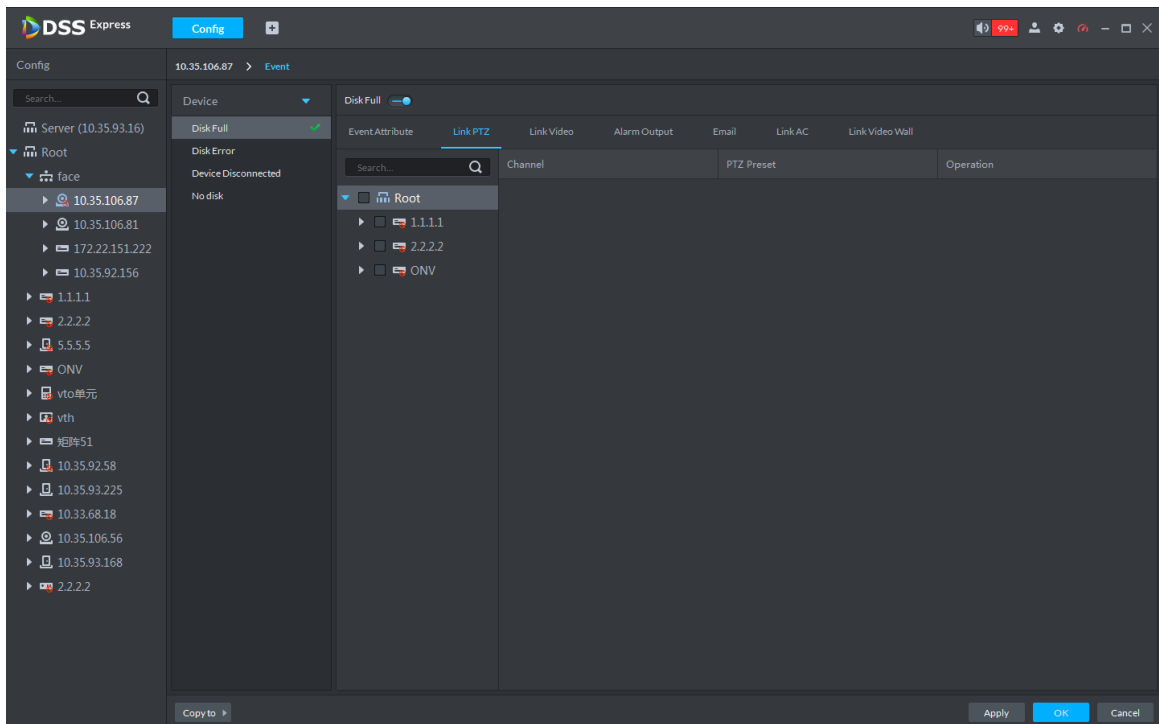 DSS Express
Config
99+
Config
10.35.106.87 > Event
Search...
Server (10.35.93.16)
Root
face
10.35.106.87
10.35.106.81
172.22.151.222
10.35.92.156
1.1.1.1
2.2.2.2
5.5.5.5
ONV
vto单元
vth
矩阵51
10.35.92.58
10.35.93.225
10.33.68.18
10.35.106.56
10.35.93.168
2.2.2.2
Device
Disk Full
Disk Error
Device Disconnected
No disk
Disk Full
Event Attribute Link PTZ Link Video Alarm Output Email Link AC Link Video Wall
Search...
Root
1.1.1.1
2.2.2.2
ONV
Channel PTZ Preset Operation
Copy to
Apply OK Cancel